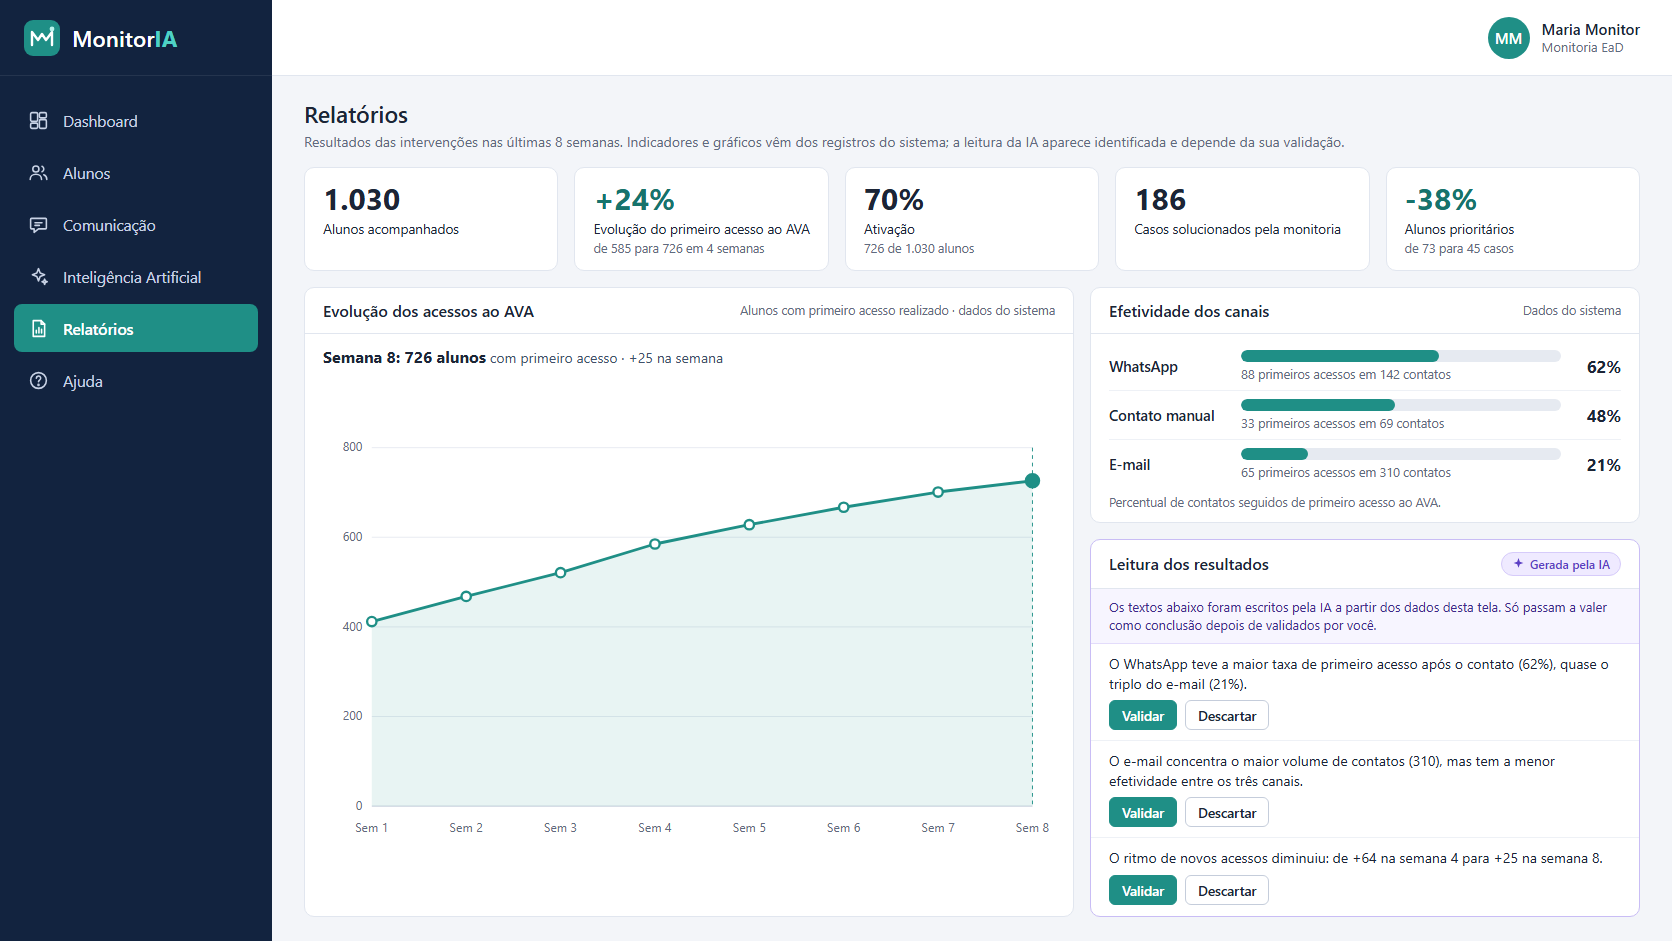 MonitorIA
Dashboard
Alunos
Comunicação
Inteligência Artificial
Relatórios
Ajuda
MM
Maria Monitor
Monitoria EaD
Relatórios
Resultados das intervenções nas últimas 8 semanas. Indicadores e gráficos vêm dos registros do sistema; a leitura da IA aparece identificada e depende da sua validação.
1.030
Alunos acompanhados
+24%
Evolução do primeiro acesso ao AVA
de 585 para 726 em 4 semanas
70%
Ativação
726 de 1.030 alunos
186
Casos solucionados pela monitoria
-38%
Alunos prioritários
de 73 para 45 casos
Evolução dos acessos ao AVA
Alunos com primeiro acesso realizado · dados do sistema
Semana 8: 726 alunos com primeiro acesso · +25 na semana
800
600
400
200
0
Sem 1
Sem 2
Sem 3
Sem 4
Sem 5
Sem 6
Sem 7
Sem 8
Efetividade dos canais
Dados do sistema
WhatsApp
88 primeiros acessos em 142 contatos
62%
Contato manual
33 primeiros acessos em 69 contatos
48%
E-mail
65 primeiros acessos em 310 contatos
21%
Percentual de contatos seguidos de primeiro acesso ao AVA.
Leitura dos resultados
Gerada pela IA
Os textos abaixo foram escritos pela IA a partir dos dados desta tela. Só passam a valer
como conclusão depois de validados por você.
O WhatsApp teve a maior taxa de primeiro acesso após o contato (62%), quase o
triplo do e-mail (21%).
Validar
Descartar
O e-mail concentra o maior volume de contatos (310), mas tem a menor
efetividade entre os três canais.
Validar
Descartar
O ritmo de novos acessos diminuiu: de +64 na semana 4 para +25 na semana 8.
Validar
Descartar